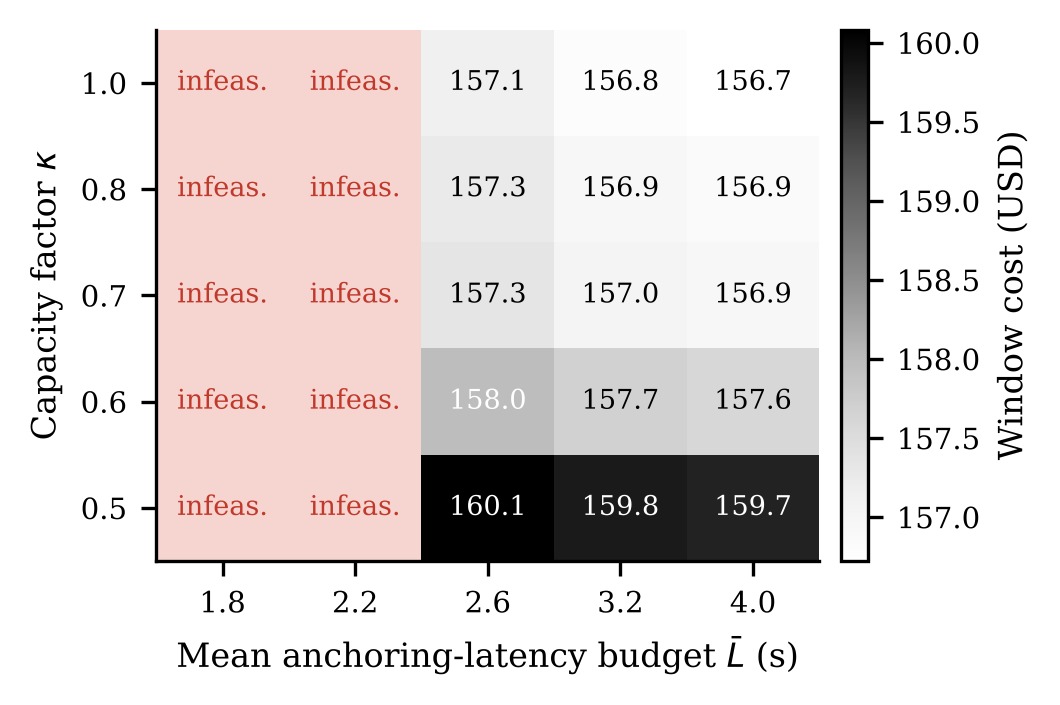 1.0 infeas. infeas. 157.1 156.8 156.7
0.8 infeas. infeas. 157.3 156.9 156.9
0.7 infeas. infeas. 157.3 157.0 156.9
0.6 infeas. infeas. 158.0 157.7 157.6
0.5 infeas. infeas. 160.1 159.8 159.7
1.8 2.2 2.6 3.2 4.0
Mean anchoring-latency budget L̄ (s)
Capacity factor κ
160.0
159.5
159.0
158.5
158.0
157.5
157.0
Window cost (USD)